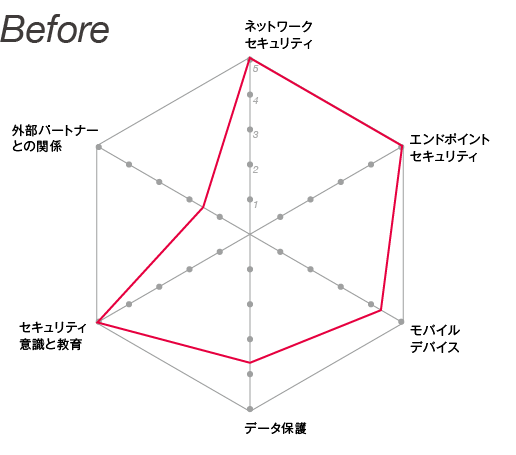 Before
ネットワーク
セキュリティ
5
4
3
2
1
外部パートナー
との関係
エンドポイント
セキュリティ
セキュリティ
意識と教育
モバイル
デバイス
データ保護